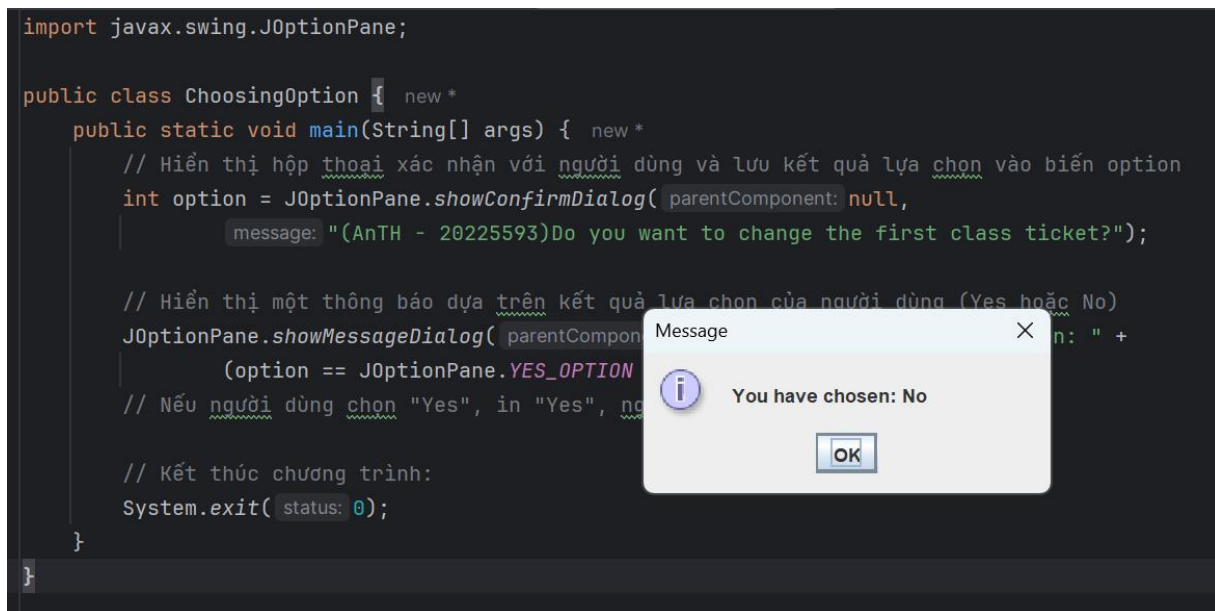 import javax.swing.JOptionPane;
public class ChoosingOption { new *
public static void main(String[] args) { new *
// Hiển thị hộp thoại xác nhận với người dùng và lưu kết quả lựa chọn vào biến option
int option = JOptionPane.showConfirmDialog( parentComponent: null,
message: "(AnTH - 20225593)Do you want to change the first class ticket?");
// Hiển thị một thông báo dựa trên kết quả lựa chọn của người dùng (Yes hoặc No)
JOptionPane.showMessageDialog( parentCompon n: " +
(option == JOptionPane.YES_OPTION
// Nếu người dùng chọn "Yes", in "Yes", ng
Message
You have chosen: No
OK
// Kết thúc chương trình:
System.exit( status: 0);
}
}